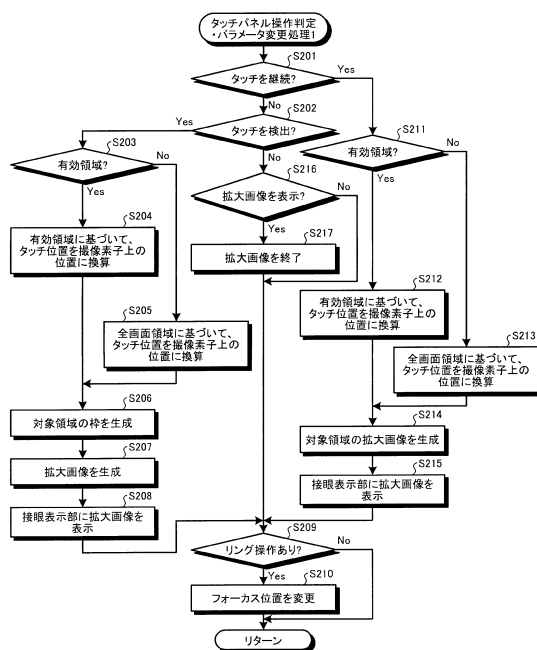 タッチパネル操作判定
・パラメータ変更処理1
S201
タッチを継続?
Yes
No
S202
タッチを検出?
Yes
No
S203
有効領域?
No
Yes
S204
有効領域に基づいて、
タッチ位置を撮像素子上の
位置に換算
S205
全画面領域に基づいて、
タッチ位置を撮像素子上の
位置に換算
S206
対象領域の枠を生成
S207
拡大画像を生成
S208
接眼表示部に拡大画像を
表示
S216
拡大画像を表示?
No
Yes
S217
拡大画像を終了
S211
有効領域?
No
Yes
S212
有効領域に基づいて、
タッチ位置を撮像素子上の
位置に換算
S213
全画面領域に基づいて、
タッチ位置を撮像素子上の
位置に換算
S214
対象領域の拡大画像を生成
S215
接眼表示部に拡大画像を
表示
S209
リング操作あり?
No
Yes
S210
フォーカス位置を変更
リターン